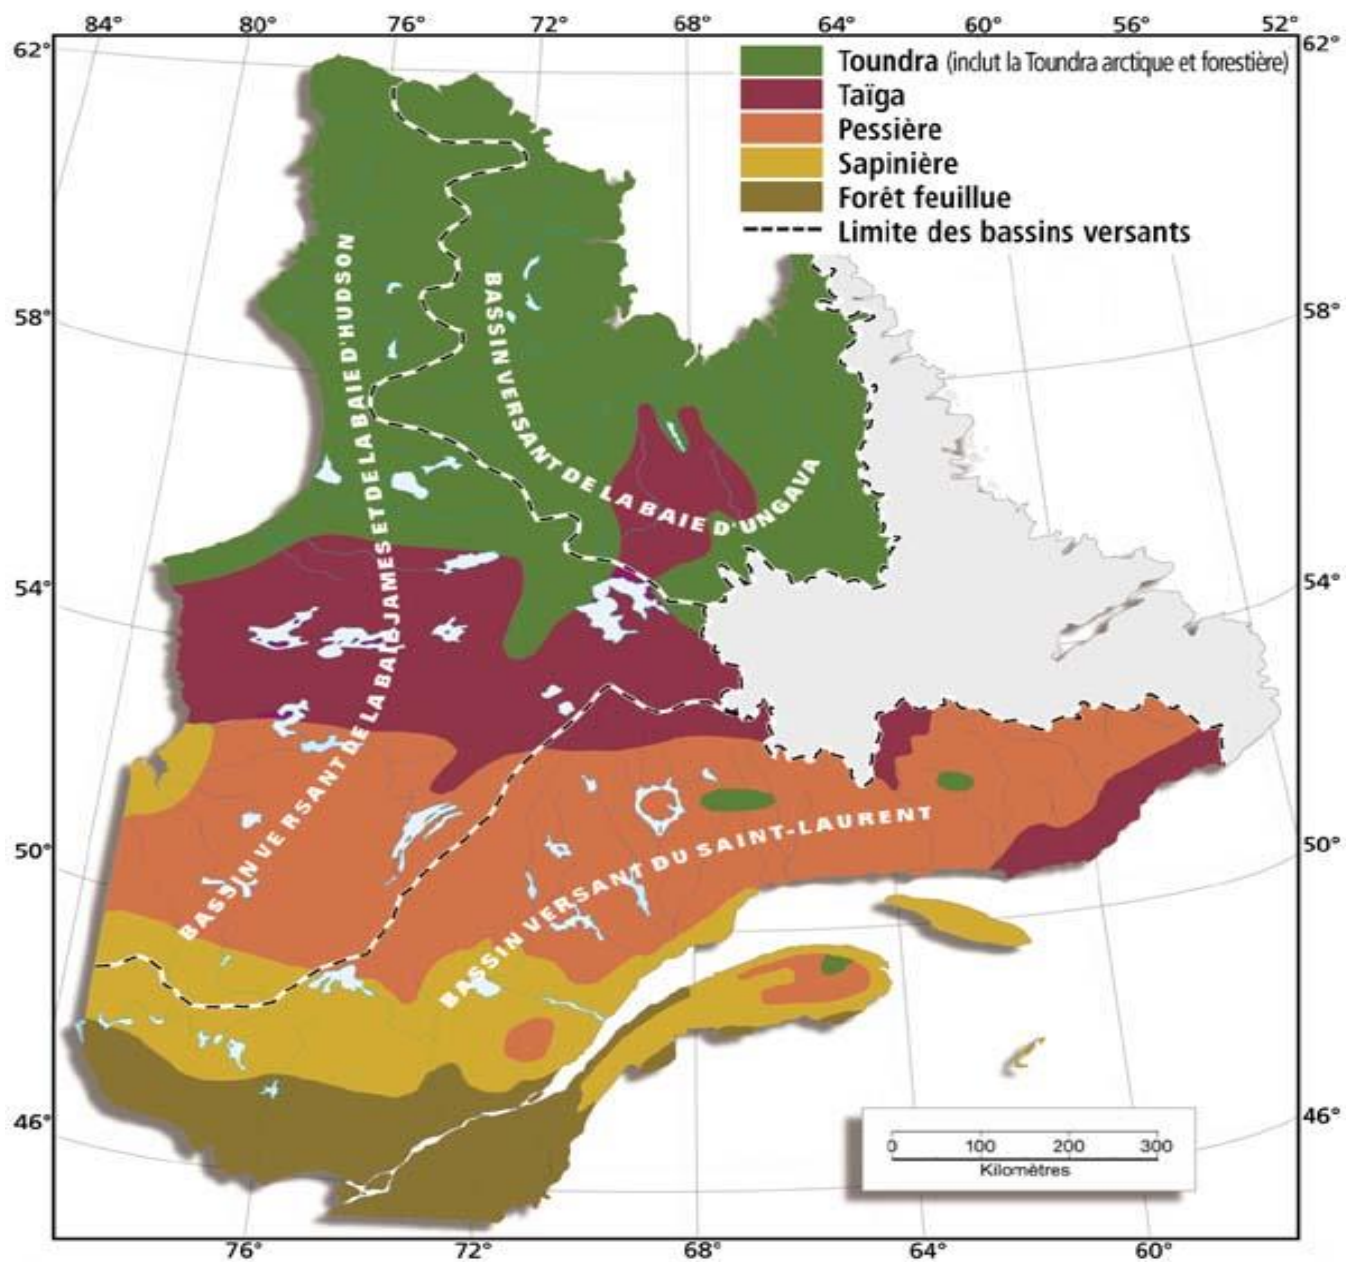 84° 80° 76° 72° 68° 64° 60° 56° 52°
62° 62°
Toundra (inclut la Toundra arctique et forestière)
Taïga
Pessière
Sapinière
Forêt feuillue
Limite des bassins versants
58° 58°
BASSIN VERSANT DE LA BAIE JAMES ET DE LA BAIE D'HUDSON
BASSIN VERSANT DE LA BAIE D'UNGAVA
54° 54°
BASSIN VERSANT DU SAINT-LAURENT
50° 50°
46° 46°
0 100 200 300
Kilomètres
76° 72° 68° 64° 60°